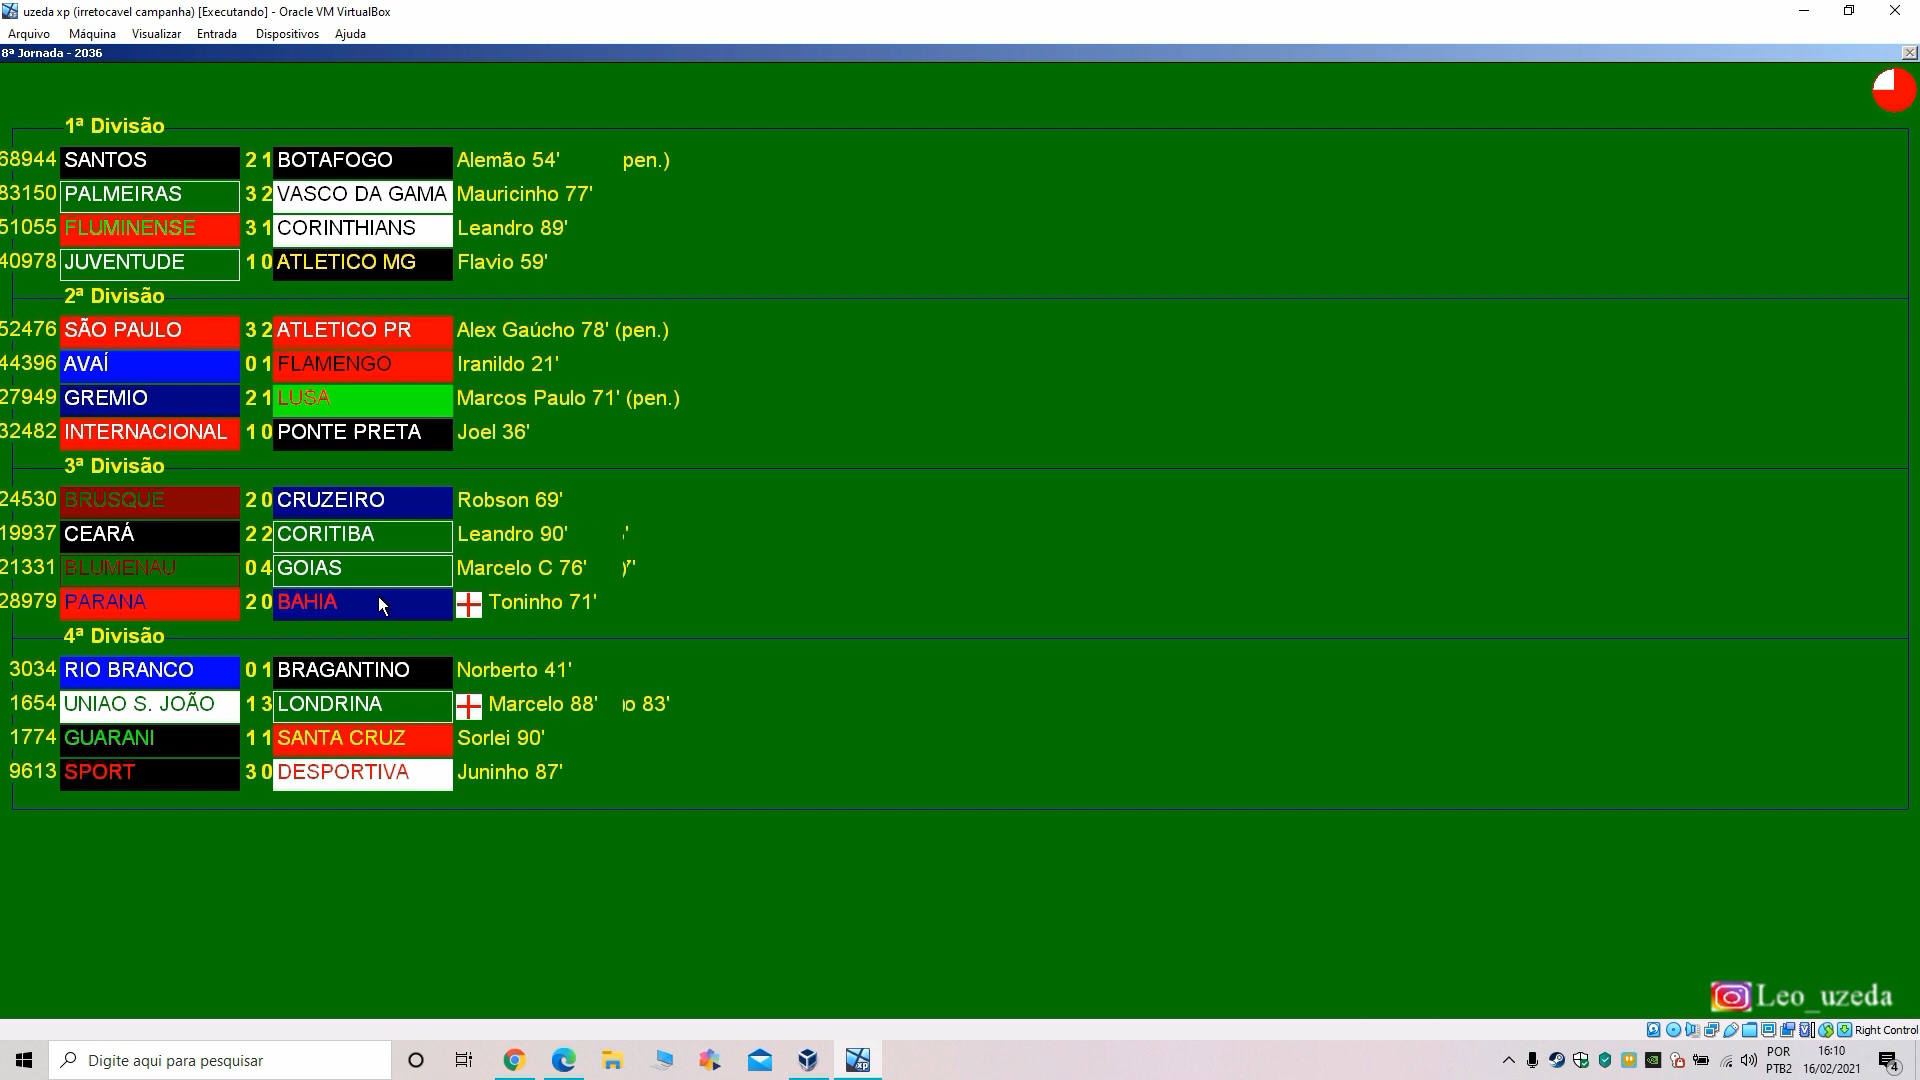 uzeda xp (irretocavel campanha) [Executando] - Oracle VM VirtualBox
Arquivo Máquina Visualizar Entrada Dispositivos Ajuda
8ª Jornada - 2036
1ª Divisão
68944 SANTOS 2 1 BOTAFOGO Alemão 54' pen.)
83150 PALMEIRAS 3 2 VASCO DA GAMA Mauricinho 77'
51055 FLUMINENSE 3 1 CORINTHIANS Leandro 89'
40978 JUVENTUDE 1 0 ATLETICO MG Flavio 59'
2ª Divisão
52476 SÃO PAULO 3 2 ATLETICO PR Alex Gaúcho 78' (pen.)
44396 AVAÍ 0 1 FLAMENGO Iranildo 21'
27949 GREMIO 2 1 LUSA Marcos Paulo 71' (pen.)
32482 INTERNACIONAL 1 0 PONTE PRETA Joel 36'
3ª Divisão
24530 BRUSQUE 2 0 CRUZEIRO Robson 69'
19937 CEARÁ 2 2 CORITIBA Leandro 90'
21331 BLUMENAU 0 4 GOIAS Marcelo C 76'
28979 PARANA 2 0 BAHIA Toninho 71'
4ª Divisão
3034 RIO BRANCO 0 1 BRAGANTINO Norberto 41'
1654 UNIAO S. JOÃO 1 3 LONDRINA Marcelo 88' o 83'
1774 GUARANI 1 1 SANTA CRUZ Sorlei 90'
9613 SPORT 3 0 DESPORTIVA Juninho 87'
Leo_uzeda
Right Control
Digite aqui para pesquisar
xp
POR 16:10
PTB2 16/02/2021
4